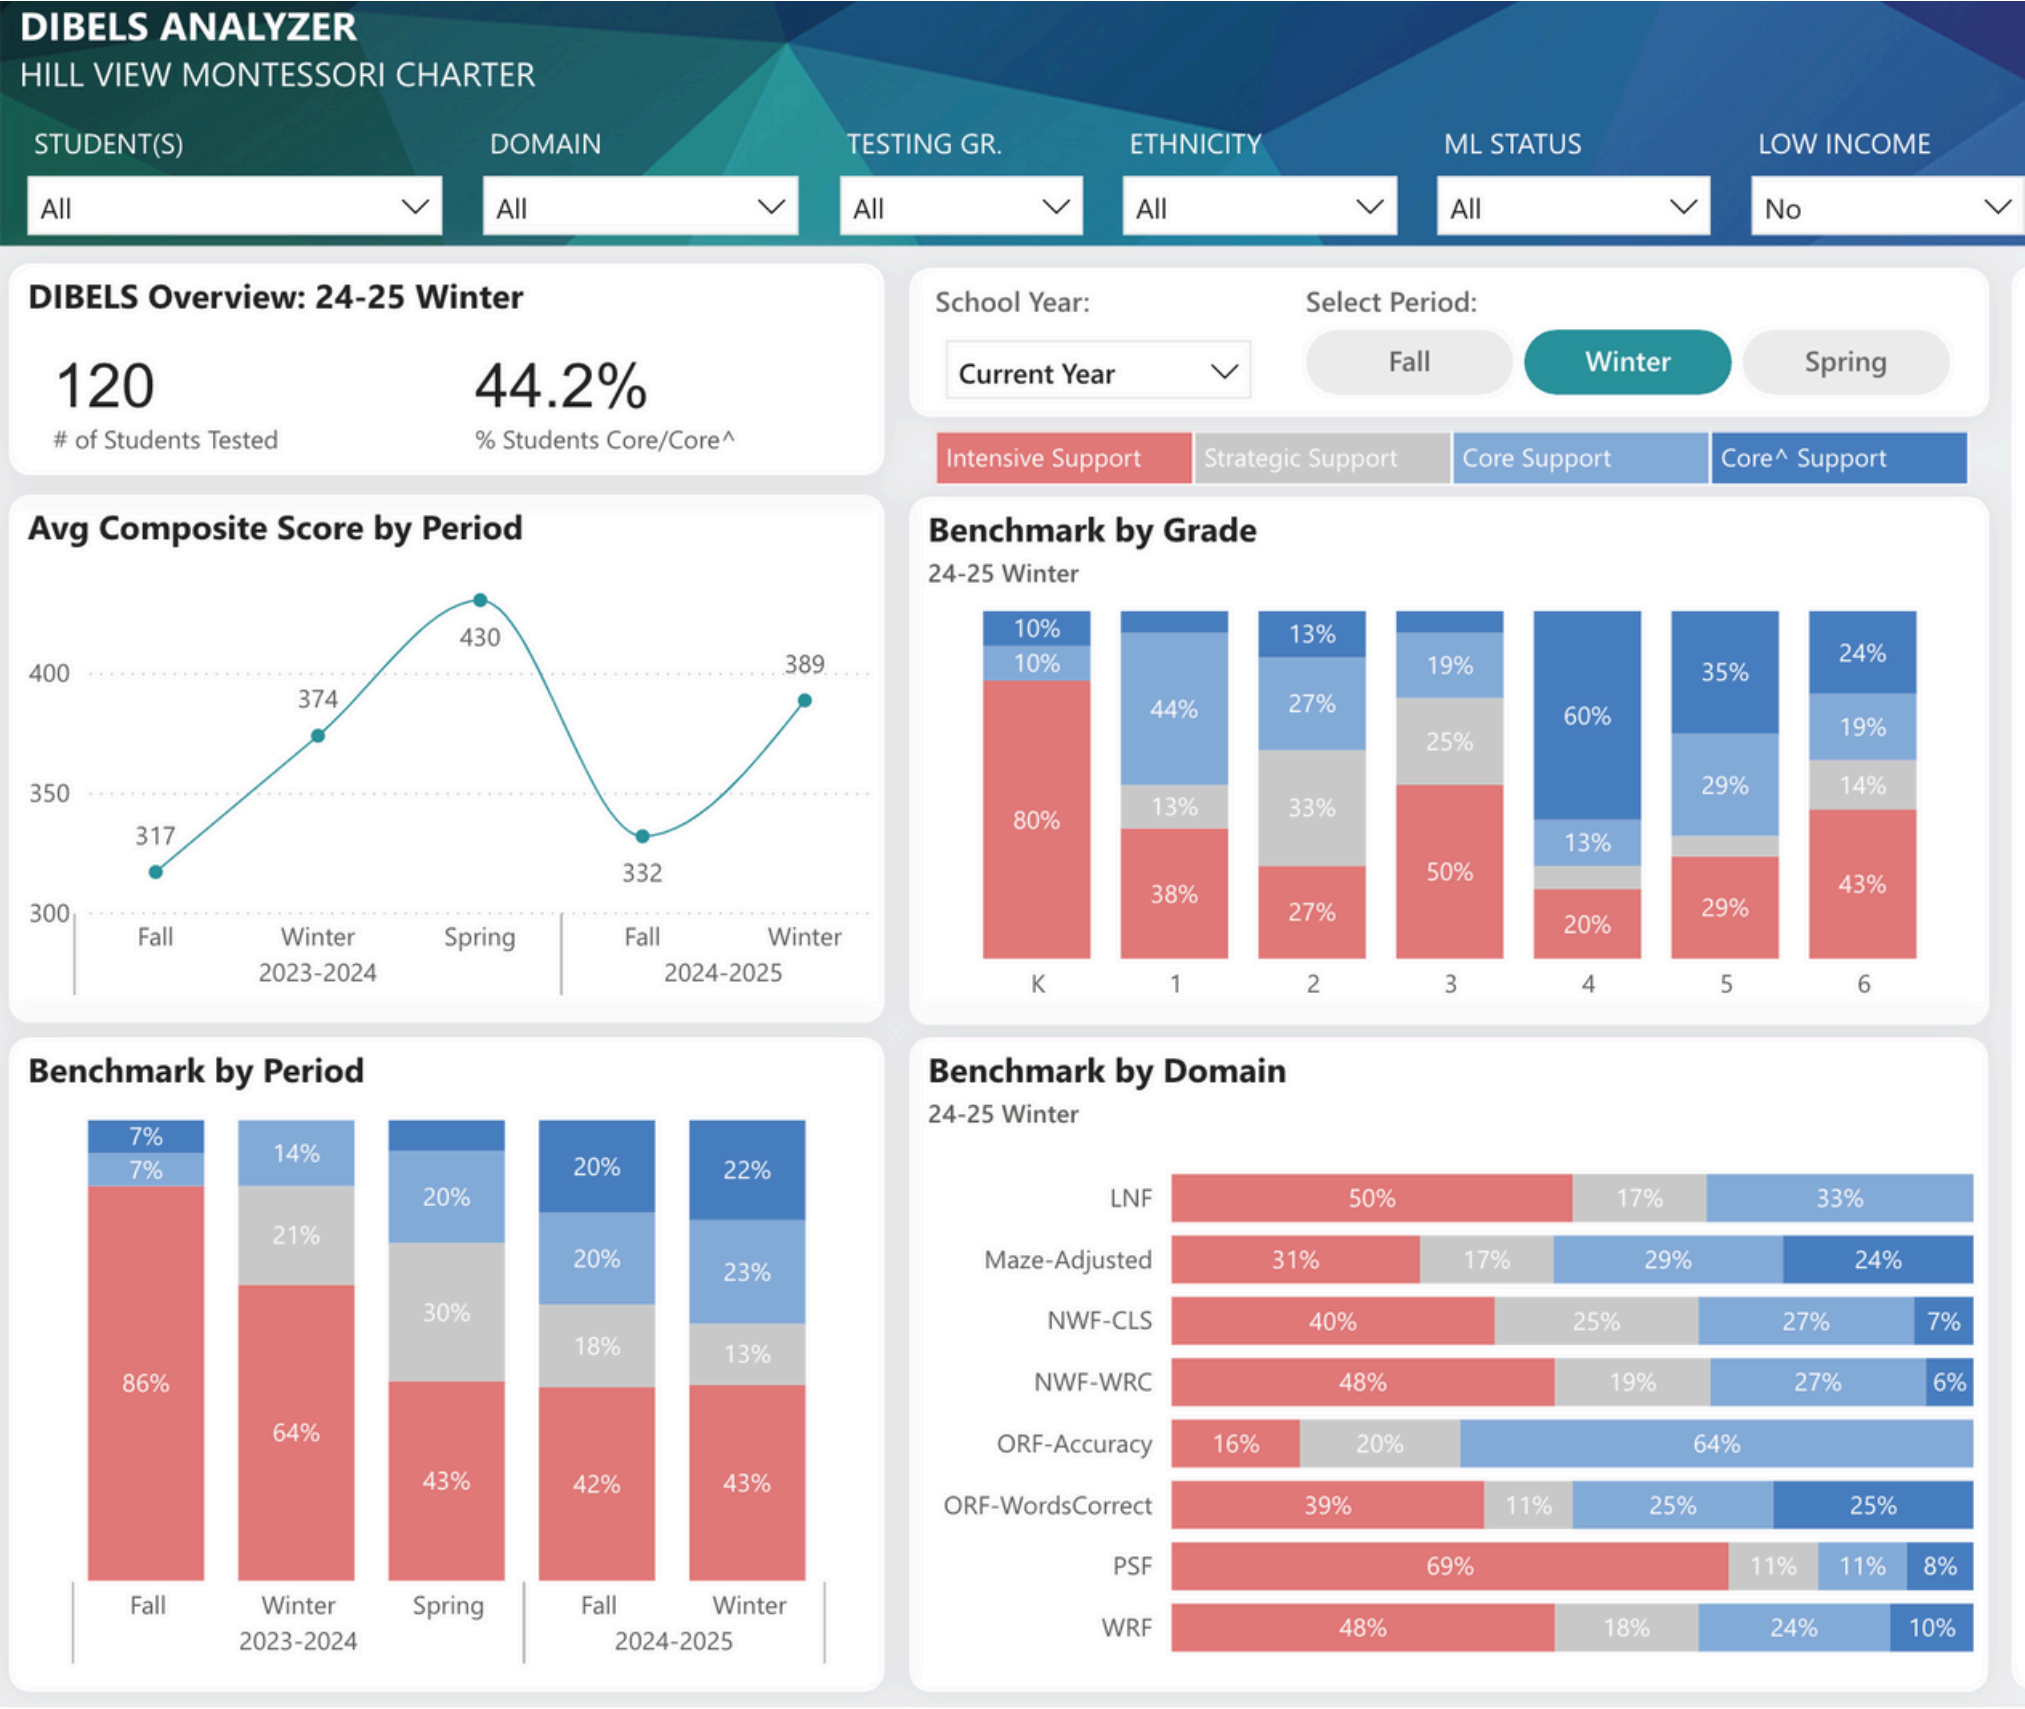 DIBELS ANALYZER
HILL VIEW MONTESSORI CHARTER
STUDENT(S) DOMAIN TESTING GR. ETHNICITY ML STATUS LOW INCOME
All All All All All No
DIBELS Overview: 24-25 Winter
120 44.2%
# of Students Tested % Students Core/Core^
School Year: Select Period:
Current Year Fall Winter Spring
Intensive Support Strategic Support Core Support Core^ Support
Avg Composite Score by Period
430
389
400
374
350
317
332
300
Fall Winter Spring Fall Winter
2023-2024 2024-2025
Benchmark by Grade
24-25 Winter
10% 13% 24%
10% 19% 35%
44% 27% 60% 19%
25%
80% 13% 33% 29% 14%
13%
38% 27% 50% 20% 29% 43%
K 1 2 3 4 5 6
Benchmark by Period
7% 14% 20% 22%
7% 20%
21% 20% 23%
30% 18% 13%
86% 64% 43% 42% 43%
Fall Winter Spring Fall Winter
2023-2024 2024-2025
Benchmark by Domain
24-25 Winter
LNF 50% 17% 33%
Maze-Adjusted 31% 17% 29% 24%
NWF-CLS 40% 25% 27% 7%
NWF-WRC 48% 19% 27% 6%
ORF-Accuracy 16% 20% 64%
ORF-WordsCorrect 39% 11% 25% 25%
PSF 69% 11% 11% 8%
WRF 48% 18% 24% 10%